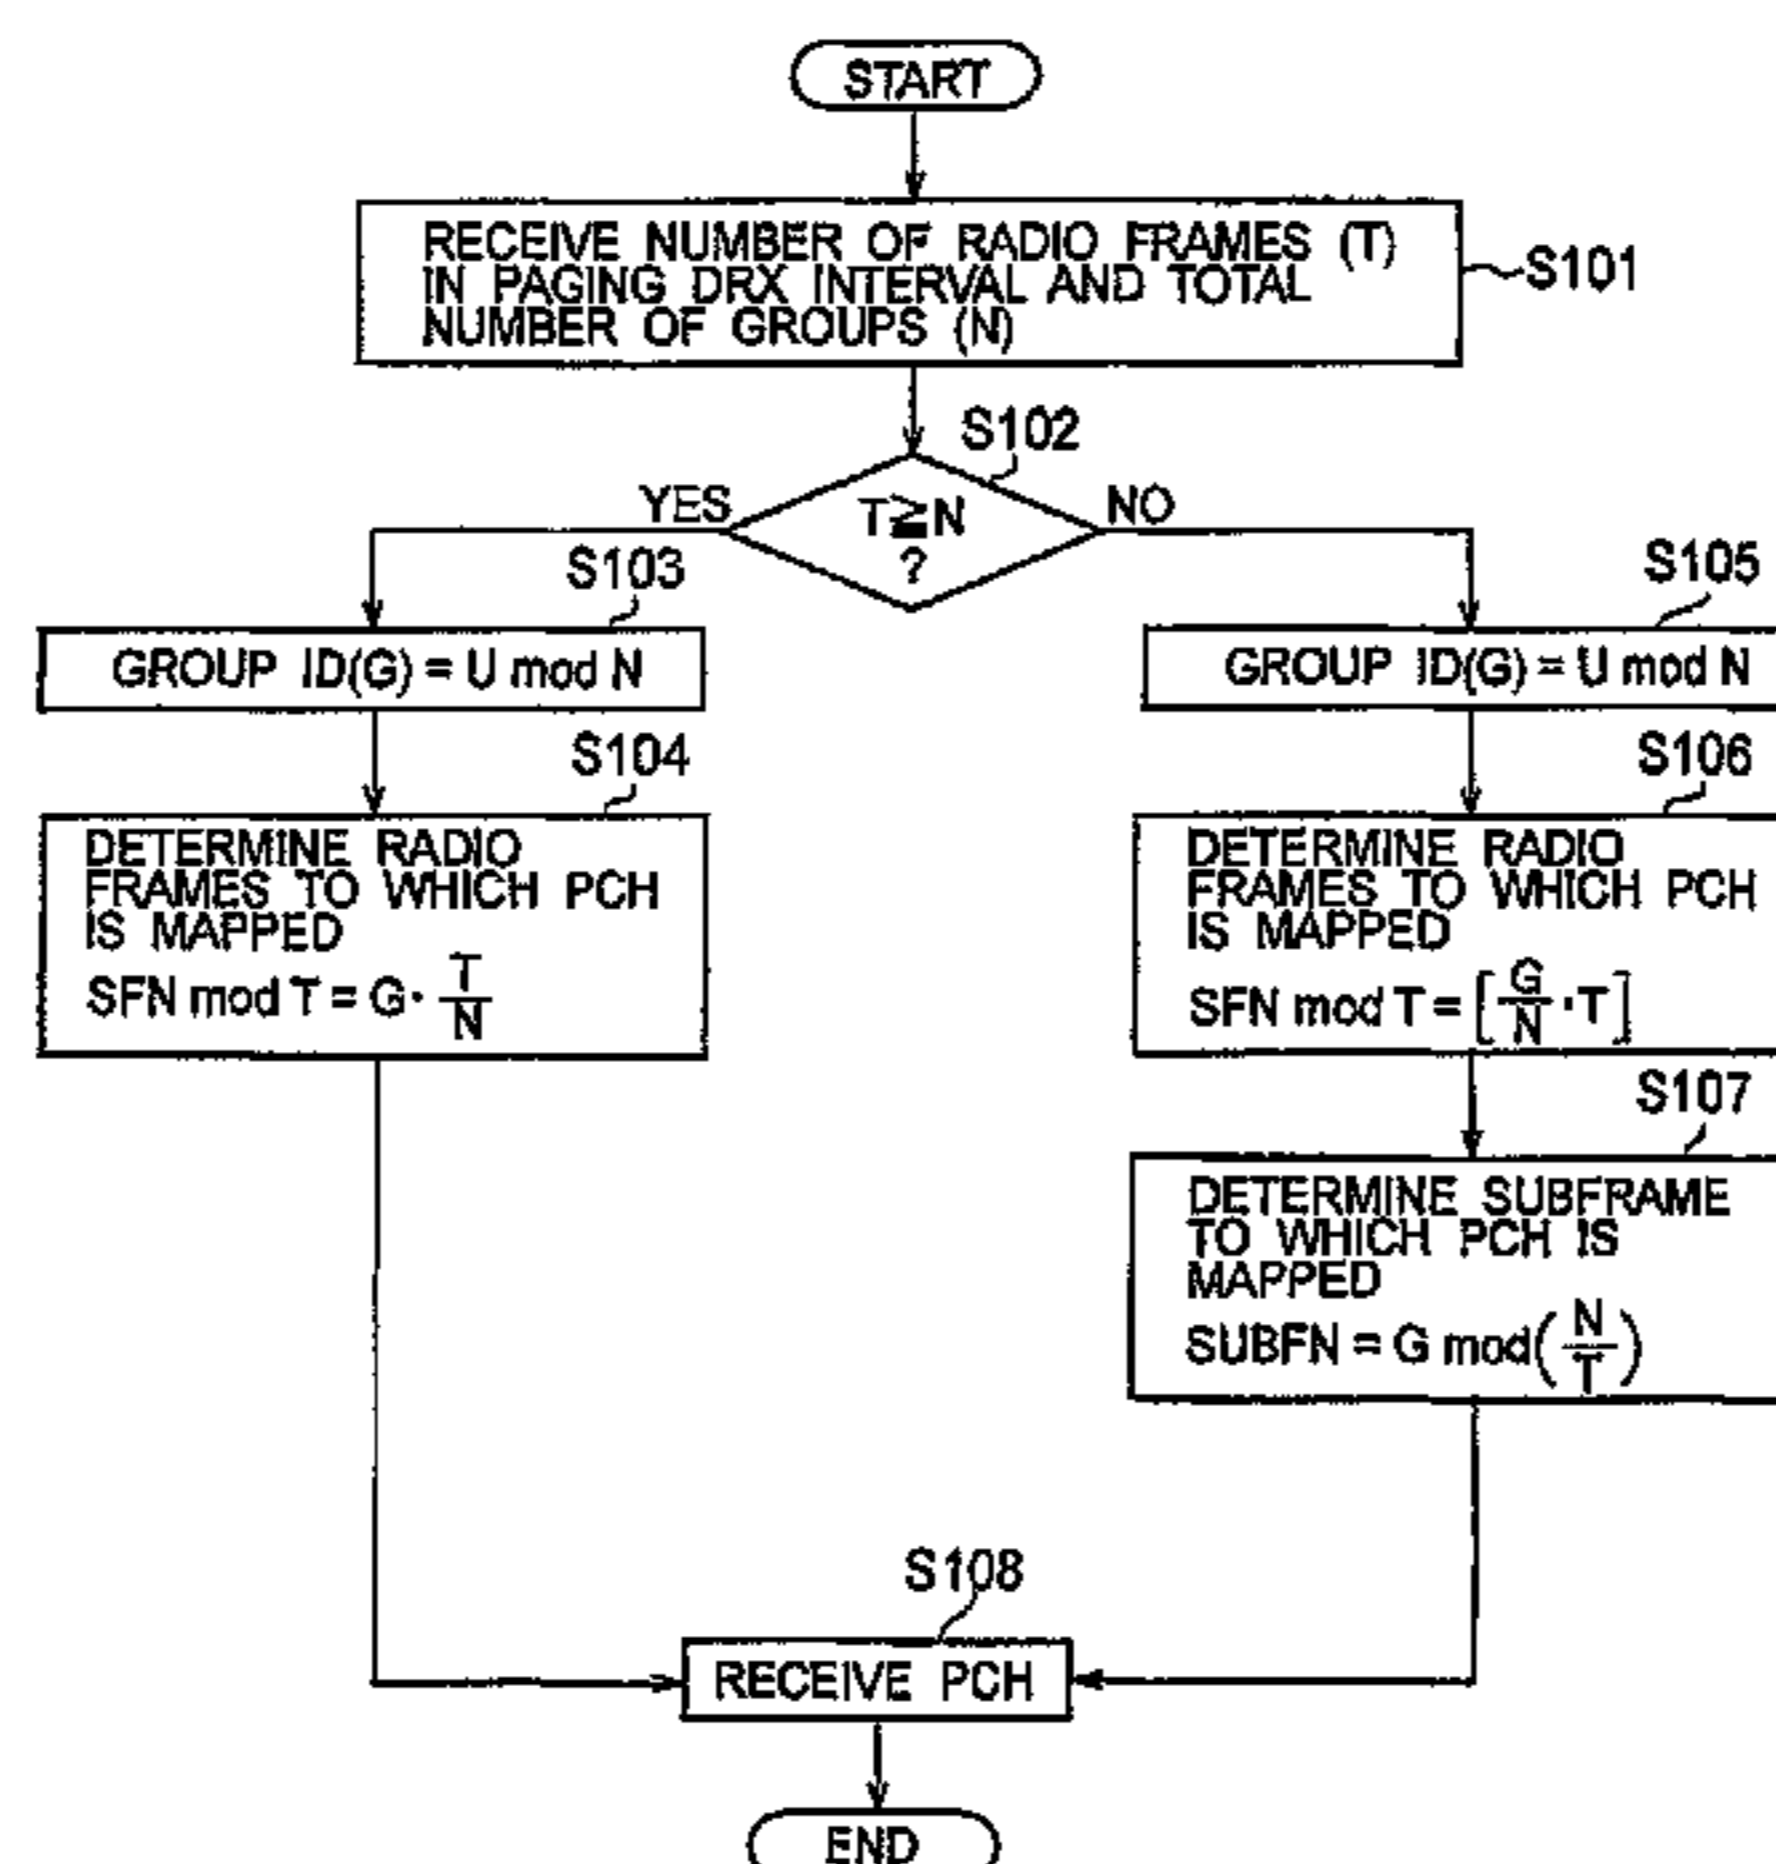 START
RECEIVE NUMBER OF RADIO FRAMES (T)
IN PAGING DRX INTERVAL AND TOTAL
NUMBER OF GROUPS (N)
S101
S102
T≧N
?
YES
NO
S103
GROUP ID(G) = U mod N
S104
DETERMINE RADIO
FRAMES TO WHICH PCH
IS MAPPED
SFN mod T = G · T/N
S105
GROUP ID(G) = U mod N
S106
DETERMINE RADIO
FRAMES TO WHICH PCH
IS MAPPED
SFN mod T = [G/N · T]
S107
DETERMINE SUBFRAME
TO WHICH PCH IS
MAPPED
SUBFN = G mod(N/T)
S108
RECEIVE PCH
END